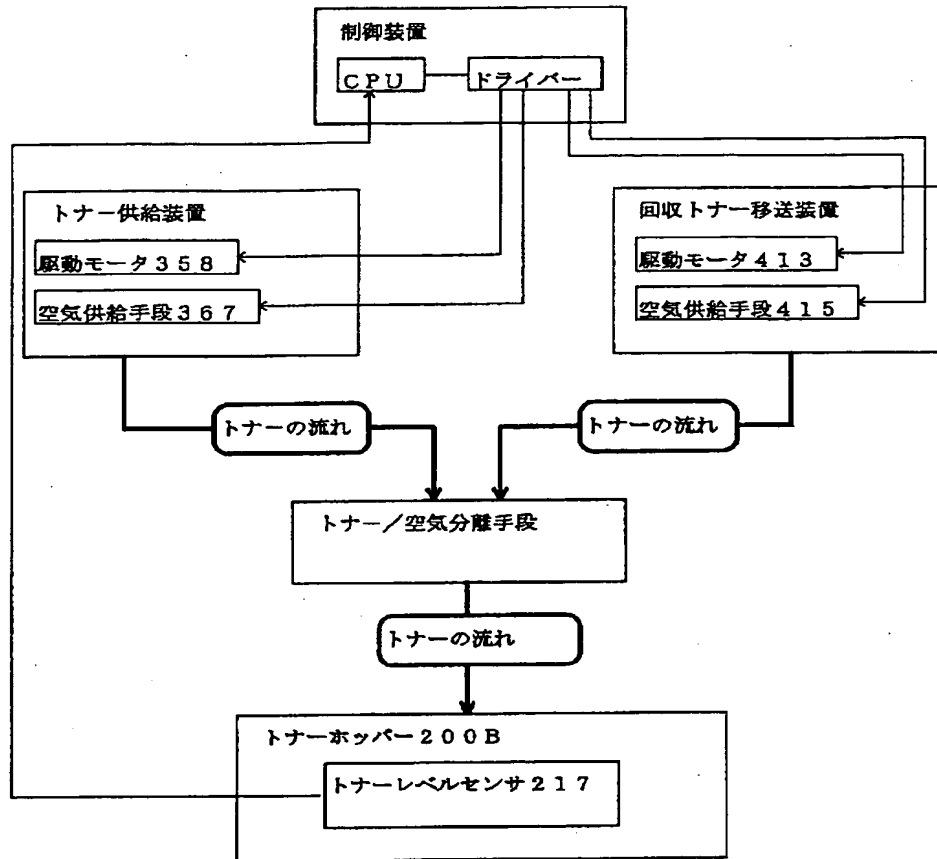 制御装置
CPU
ドライバー
トナー供給装置
駆動モータ358
空気供給手段367
回収トナー移送装置
駆動モータ413
空気供給手段415
トナーの流れ
トナーの流れ
トナー/空気分離手段
トナーの流れ
トナーホッパー200B
トナーレベルセンサ217